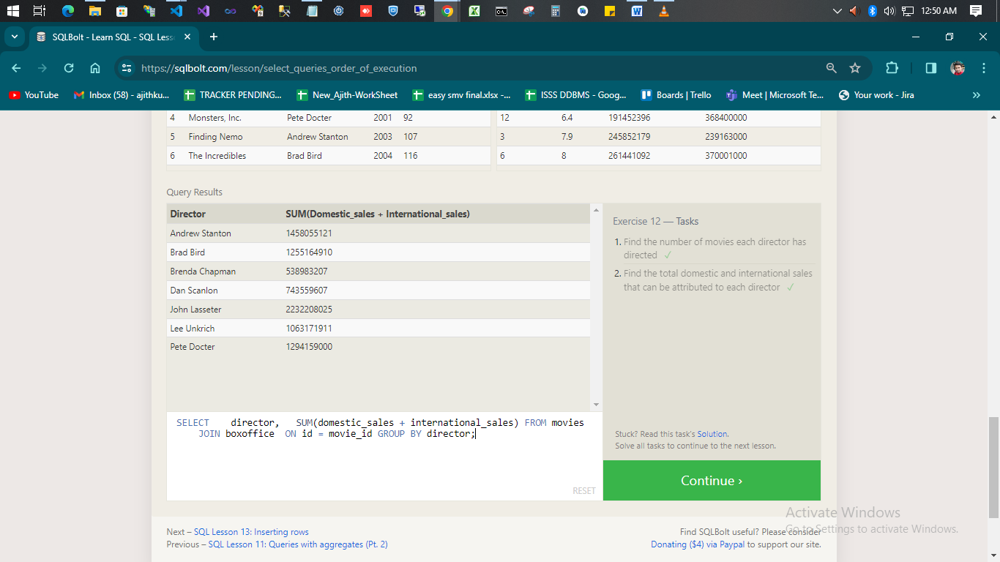 12:50 AM
SQLBolt - Learn SQL - SQL Less
https://sqlbolt.com/lesson/select_queries_order_of_execution
YouTube Inbox (58) - ajithku... TRACKER PENDING... New_Ajith-WorkSheet easy smv final.xlsx -... ISSS DDBMS - Goog... Boards | Trello Meet | Microsoft Te... Your work - Jira
4 Monsters, Inc. Pete Docter 2001 92 12 6.4 191452396 368400000
5 Finding Nemo Andrew Stanton 2003 107 3 7.9 245852179 239163000
6 The Incredibles Brad Bird 2004 116 6 8 261441092 370001000
Query Results
Director SUM(Domestic_sales + International_sales)
Andrew Stanton 1458055121
Brad Bird 1255164910
Brenda Chapman 538983207
Dan Scanlon 743559607
John Lasseter 2232208025
Lee Unkrich 1063171911
Pete Docter 1294159000
Exercise 12 — Tasks
1. Find the number of movies each director has
directed ✓
2. Find the total domestic and international sales
that can be attributed to each director ✓
SELECT director, SUM(domestic_sales + international_sales) FROM movies
JOIN boxoffice ON id = movie_id GROUP BY director;
RESET
Stuck? Read this task's Solution.
Solve all tasks to continue to the next lesson.
Continue ›
Activate Windows
Go to Settings to activate Windows.
Next – SQL Lesson 13: Inserting rows
Previous – SQL Lesson 11: Queries with aggregates (Pt. 2)
Find SQLBolt useful? Please consider
Donating ($4) via Paypal to support our site.